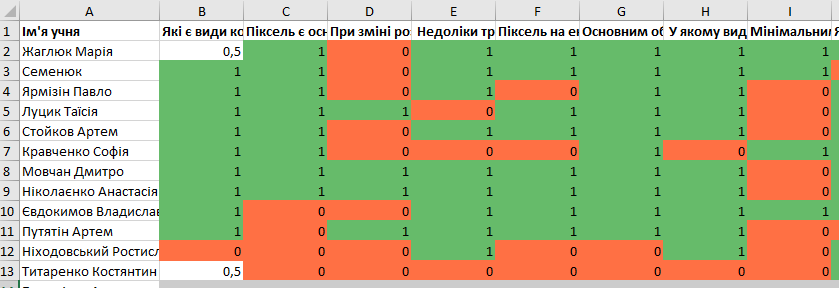 A B C D E F G H I
1 Ім'я учня Які є види ко Піксель є осн При зміні роз Недоліки тр Піксель на ек Основним об У якому вид Мінімальним
2 Жаглюк Марія 0,5 1 0 1 1 1 1 1
3 Семенюк 1 1 0 1 1 1 1 1
4 Ярмізін Павло 1 1 0 1 0 1 1 0
5 Луцик Таїсія 1 1 1 0 1 1 1 0
6 Стойков Артем 1 1 0 1 1 1 1 0
7 Кравченко Софія 1 1 0 0 0 1 0 1
8 Мовчан Дмитро 1 1 1 1 1 1 1 0
9 Ніколаєнко Анастасія 1 1 1 1 1 1 1 0
10 Євдокимов Владислав 1 0 0 1 1 1 1 1
11 Путятін Артем 1 0 1 1 1 1 1 0
12 Ніходовський Ростисл 0 0 0 1 0 0 1 0
13 Титаренко Костянтин 0,5 0 0 0 0 0 0 0